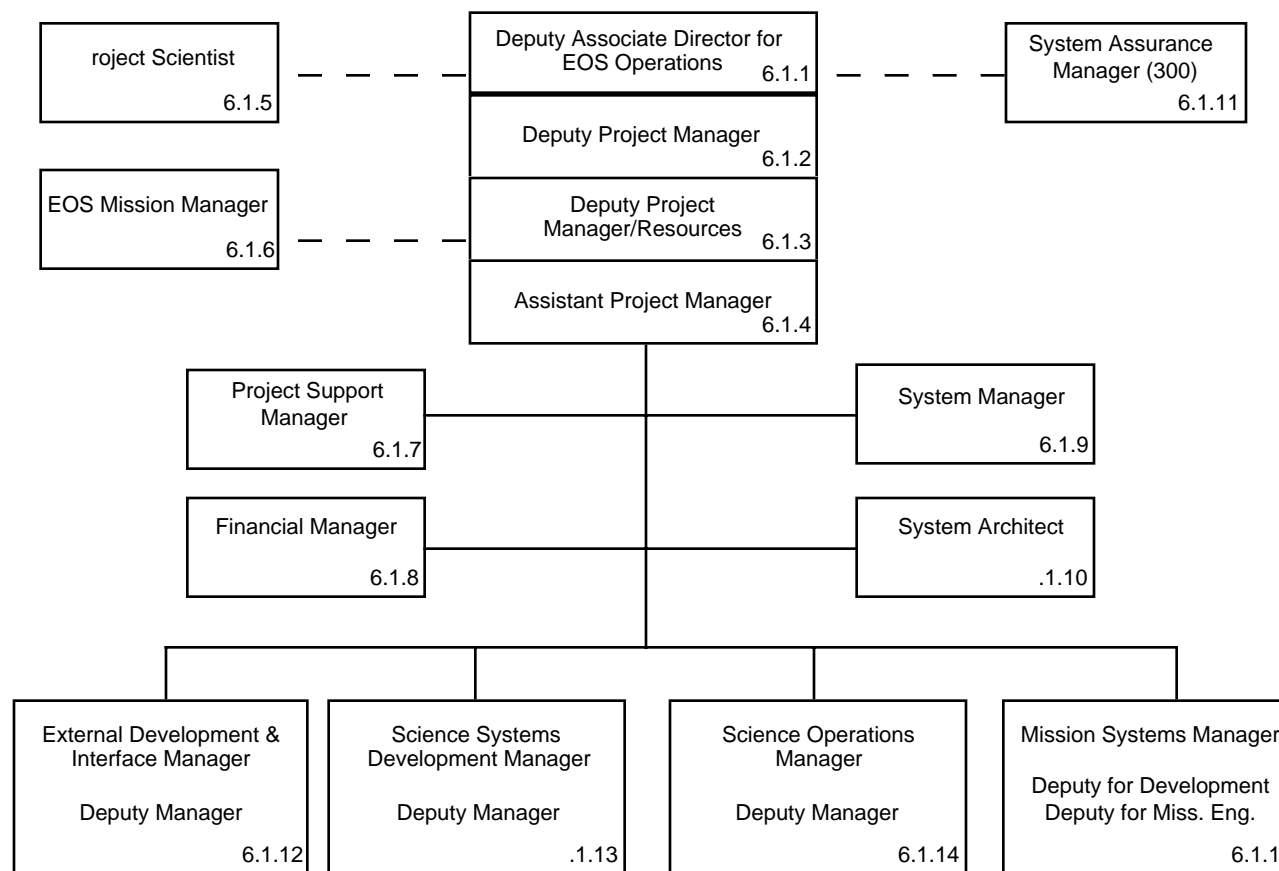 roject Scientist
6.1.5
Deputy Associate Director for
EOS Operations
6.1.1
System Assurance
Manager (300)
6.1.11
Deputy Project Manager
6.1.2
EOS Mission Manager
6.1.6
Deputy Project
Manager/Resources
6.1.3
Assistant Project Manager
6.1.4
Project Support
Manager
6.1.7
System Manager
6.1.9
Financial Manager
6.1.8
System Architect
.1.10
External Development &
Interface Manager
Deputy Manager
6.1.12
Science Systems
Development Manager
Deputy Manager
.1.13
Science Operations
Manager
Deputy Manager
6.1.14
Mission Systems Manager
Deputy for Development
Deputy for Miss. Eng.
6.1.1